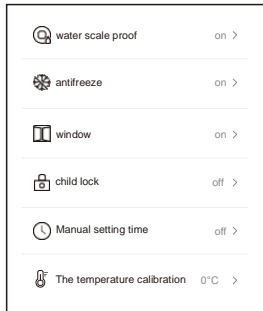 water scale proof on >
antifreeze on >
window on >
child lock off >
Manual setting time off >
The temperature calibration 0°C >